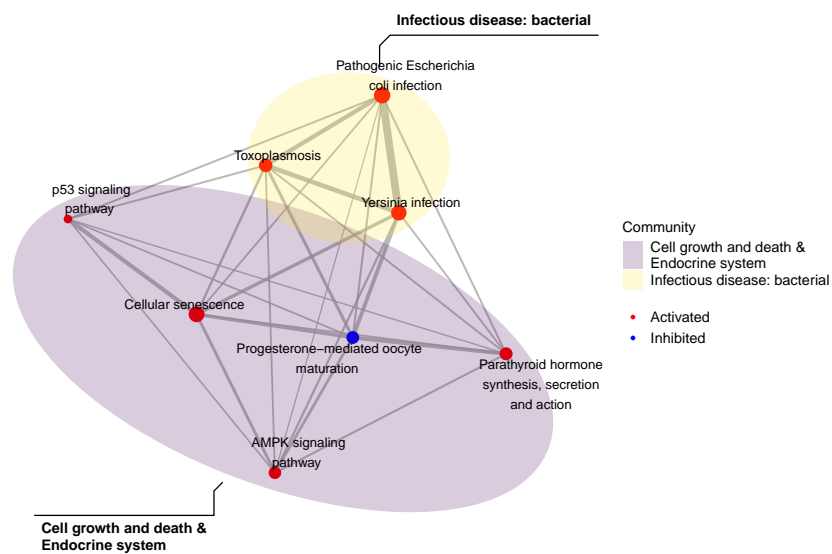 Infectious disease: bacterial
Pathogenic Escherichia
coli infection
Toxoplasmosis
p53 signaling
pathway
Yersinia infection
Cellular senescence
Progesterone−mediated oocyte
maturation
Parathyroid hormone
synthesis, secretion
and action
AMPK signaling
pathway
Cell growth and death &
Endocrine system
Community
Cell growth and death &
Endocrine system
Infectious disease: bacterial
Activated
Inhibited